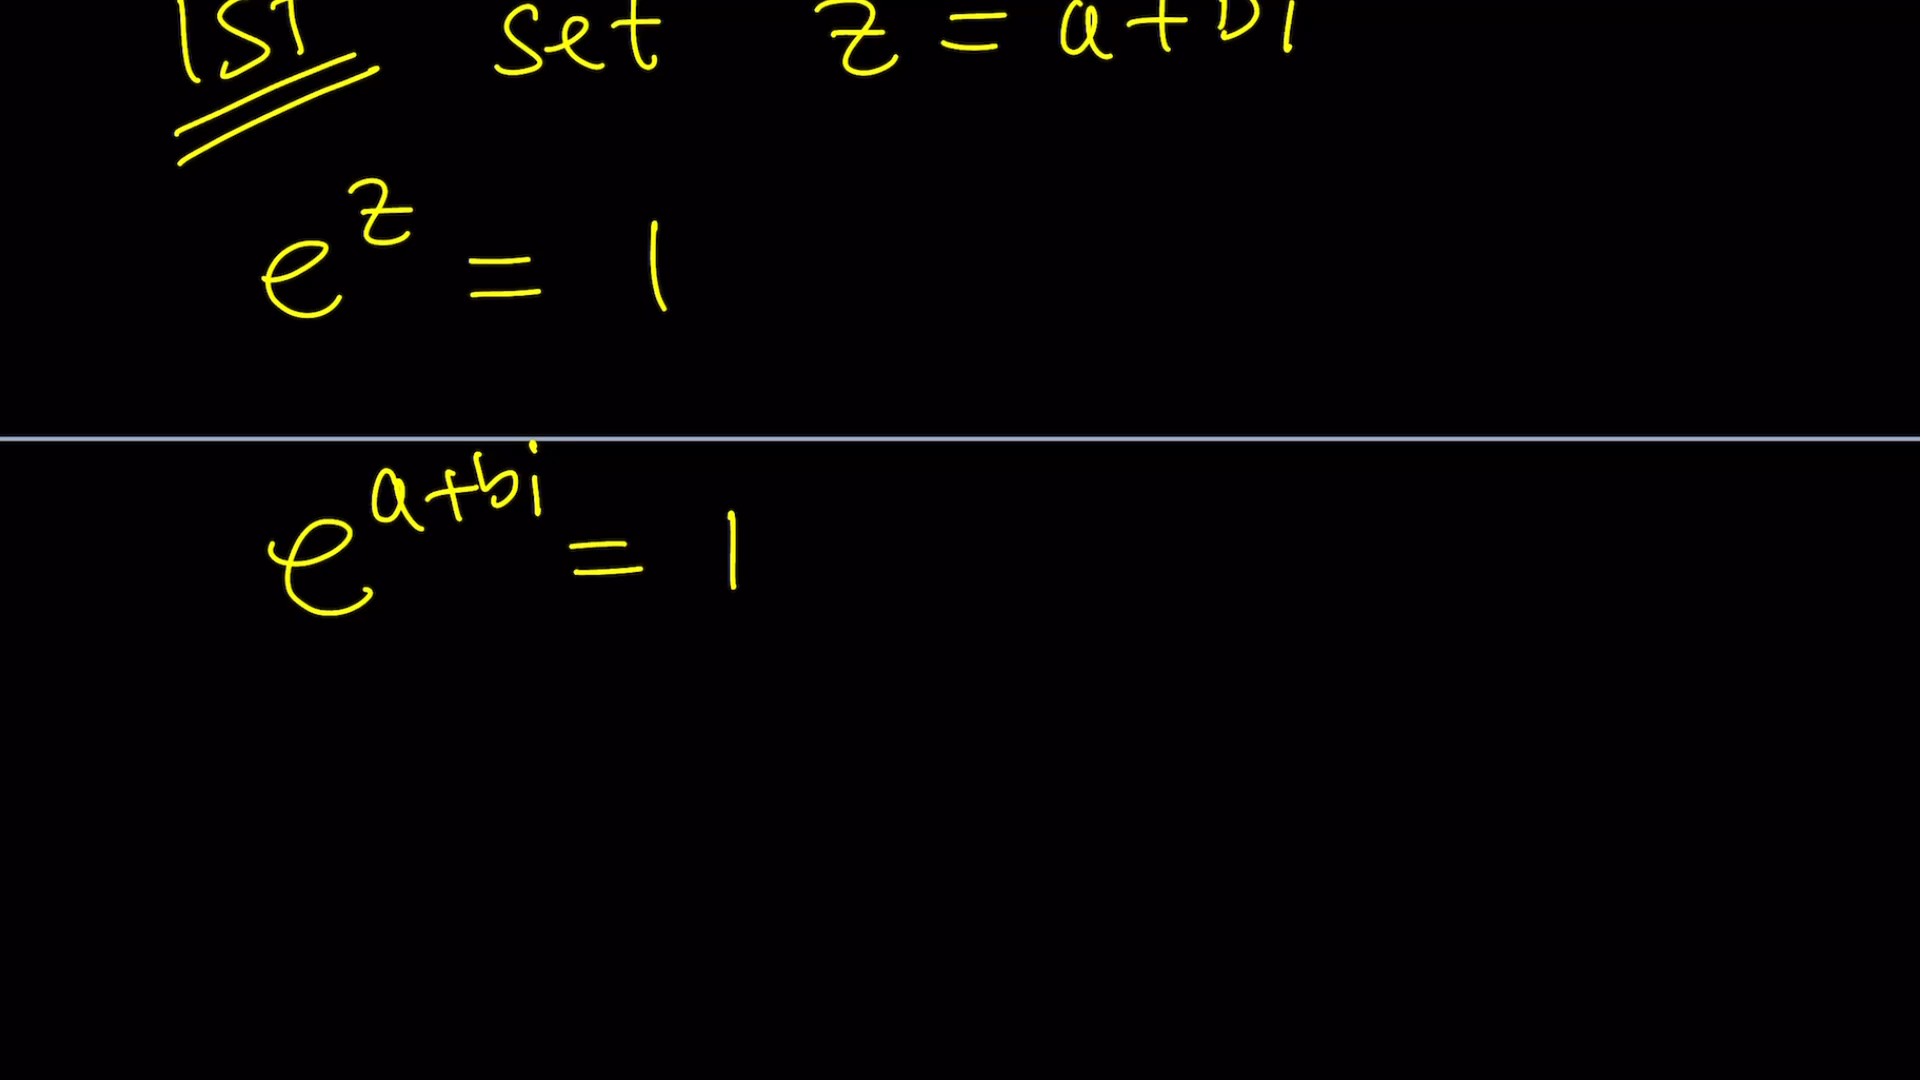 1st set z = a+bi
e^z = 1
e^{a+bi} = 1